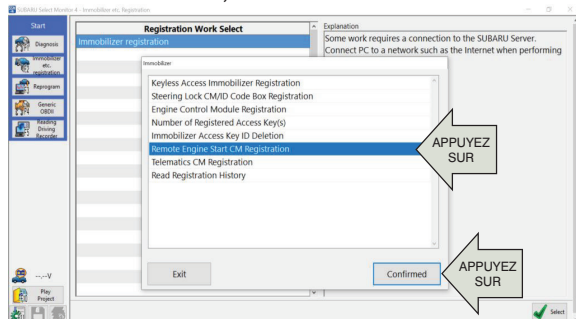 SUBARU Select Monitor 4 - Immobilizer etc, Registration
Start
Diagnosis
Immobilizer
etc.
registration
Reprogram
Generic
OBDII
Reading
Driving
Recorder
--.--V
Play
Project
Registration Work Select
Immobilizer registration
Explanation
Some work requires a connection to the SUBARU Server.
Connect PC to a network such as the Internet when performing
Immobilizer
Keyless Access Immobilizer Registration
Steering Lock CM/ID Code Box Registration
Engine Control Module Registration
Number of Registered Access Key(s)
Immobilizer Access Key ID Deletion
Remote Engine Start CM Registration
Telematics CM Registration
Read Registration History
APPUYEZ
SUR
Exit
Confirmed
APPUYEZ
SUR
Select